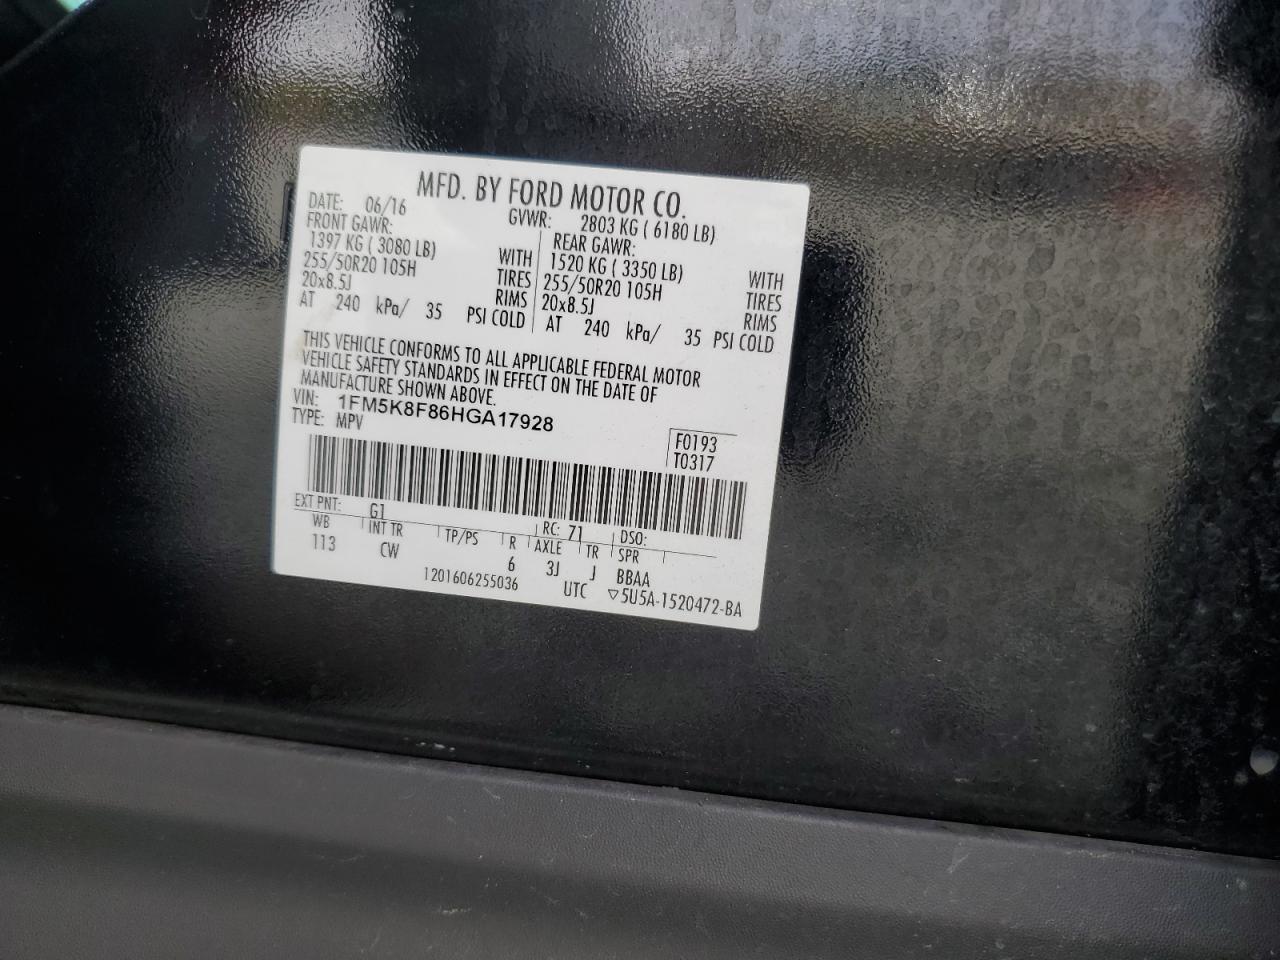 MFD. BY FORD MOTOR CO.
DATE: 06/16 GVWR: 2803 KG ( 6180 LB)
FRONT GAWR: REAR GAWR:
1397 KG ( 3080 LB) WITH 1520 KG ( 3350 LB) WITH
255/50R20 105H TIRES 255/50R20 105H TIRES
20x8.5J RIMS 20x8.5J RIMS
AT 240 kPa/ 35 PSI COLD AT 240 kPa/ 35 PSI COLD
THIS VEHICLE CONFORMS TO ALL APPLICABLE FEDERAL MOTOR
VEHICLE SAFETY STANDARDS IN EFFECT ON THE DATE OF
MANUFACTURE SHOWN ABOVE.
VIN: 1FM5K8F86HGA17928
TYPE: MPV
F0193
T0317
EXT PNT: G1 RC: 71 DSO:
WB INT TR TP/PS R AXLE TR SPR
113 CW 6 3J J BBAA
1201606255036 UTC ▽5U5A-1520472-BA